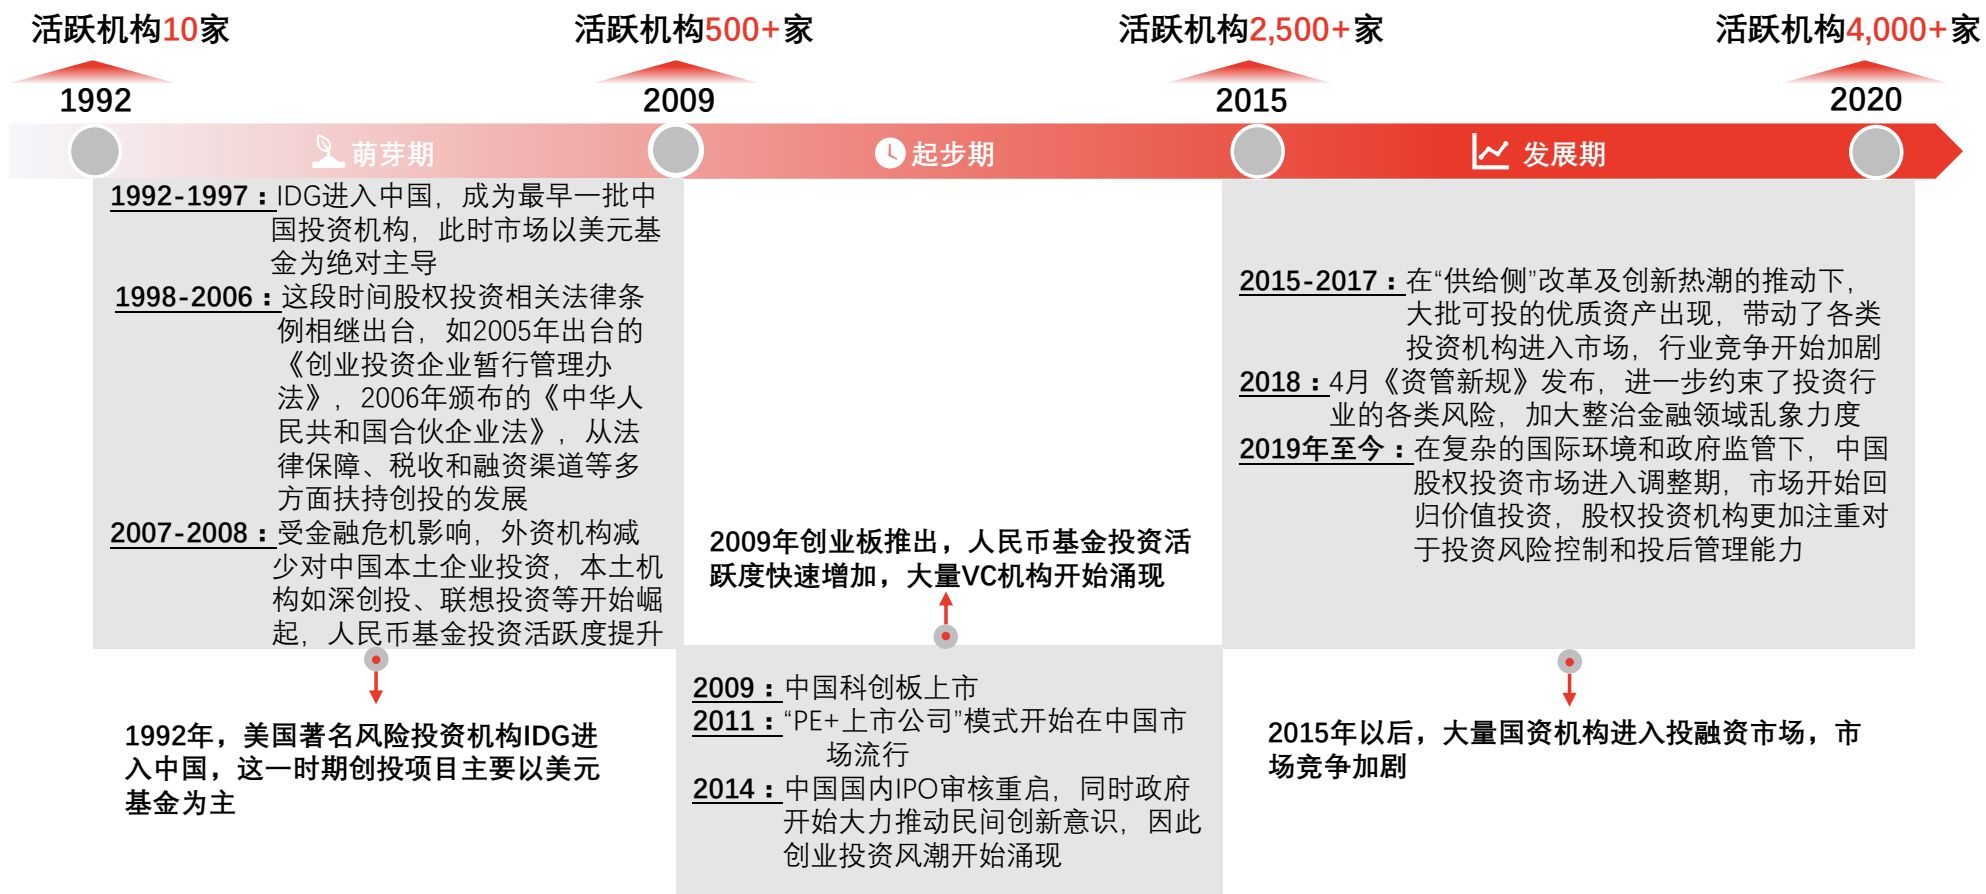 活跃机构10家
活跃机构500+家
活跃机构2,500+家
活跃机构4,000+家
1992
2009
2015
2020
萌芽期
起步期
发展期
1992-1997：IDG进入中国，成为最早一批中
国投资机构，此时市场以美元基
金为绝对主导
1998-2006：这段时间股权投资相关法律条
例相继出台，如2005年出台的
《创业投资企业暂行管理办
法》，2006年颁布的《中华人
民共和国合伙企业法》，从法
律保障、税收和融资渠道等多
方面扶持创投的发展
2007-2008：受金融危机影响，外资机构减
少对中国本土企业投资，本土机
构如深创投、联想投资等开始崛
起，人民币基金投资活跃度提升
1992年，美国著名风险投资机构IDG进
入中国，这一时期创投项目主要以美元
基金为主
2009年创业板推出，人民币基金投资活
跃度快速增加，大量VC机构开始涌现
2009：中国科创板上市
2011：“PE+上市公司”模式开始在中国市
场流行
2014：中国国内IPO审核重启，同时政府
开始大力推动民间创新意识，因此
创业投资风潮开始涌现
2015-2017：在“供给侧”改革及创新热潮的推动下，
大批可投的优质资产出现，带动了各类
投资机构进入市场，行业竞争开始加剧
2018：4月《资管新规》发布，进一步约束了投资行
业的各类风险，加大整治金融领域乱象力度
2019年至今：在复杂的国际环境和政府监管下，中国
股权投资市场进入调整期，市场开始回
归价值投资，股权投资机构更加注重对
于投资风险控制和投后管理能力
2015年以后，大量国资机构进入投融资市场，市
场竞争加剧